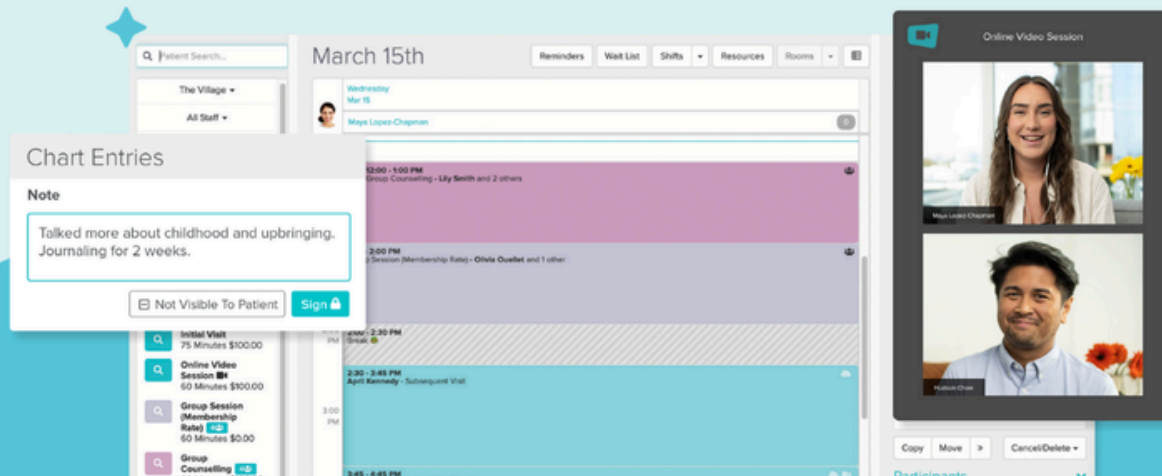 Patient Search...
The Village
All Staff
Chart Entries
Note
Talked more about childhood and upbringing.
Journaling for 2 weeks.
Not Visible To Patient
Sign
Initial Visit
75 Minutes $100.00
Online Video
Session
60 Minutes $100.00
Group Session
(Membership
Rate)
60 Minutes $0.00
Group
Counselling
March 15th
Reminders
Wait List
Shifts
Resources
Rooms
Wednesday
Mar 15
Maya Lopez-Chapman
0
12:00 - 1:00 PM
Group Counselling - Lily Smith and 2 others
2:00 PM
Session (Membership Rate) - Olivia Ouellet and 1 other
2:00 - 2:30 PM
Break
PM
2:30 - 3:45 PM
April Kennedy - Subsequent Visit
3:00
PM
3:45 - 4:45 PM
Online Video Session
Maya Lopez Chapman
Hudson Chow
Copy
Move
»
Cancel/Delete
Participants